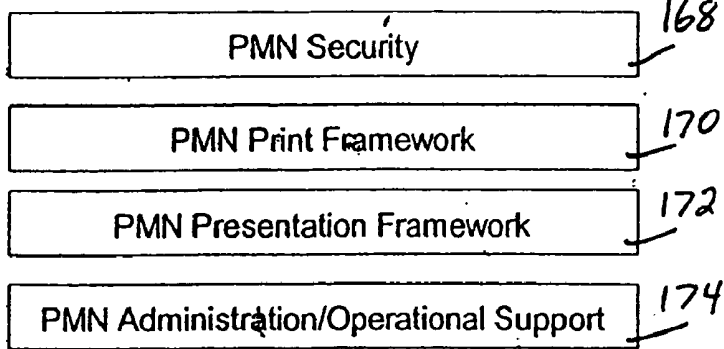 168
PMN Security
170
PMN Print Framework
172
PMN Presentation Framework
174
PMN Administration/Operational Support